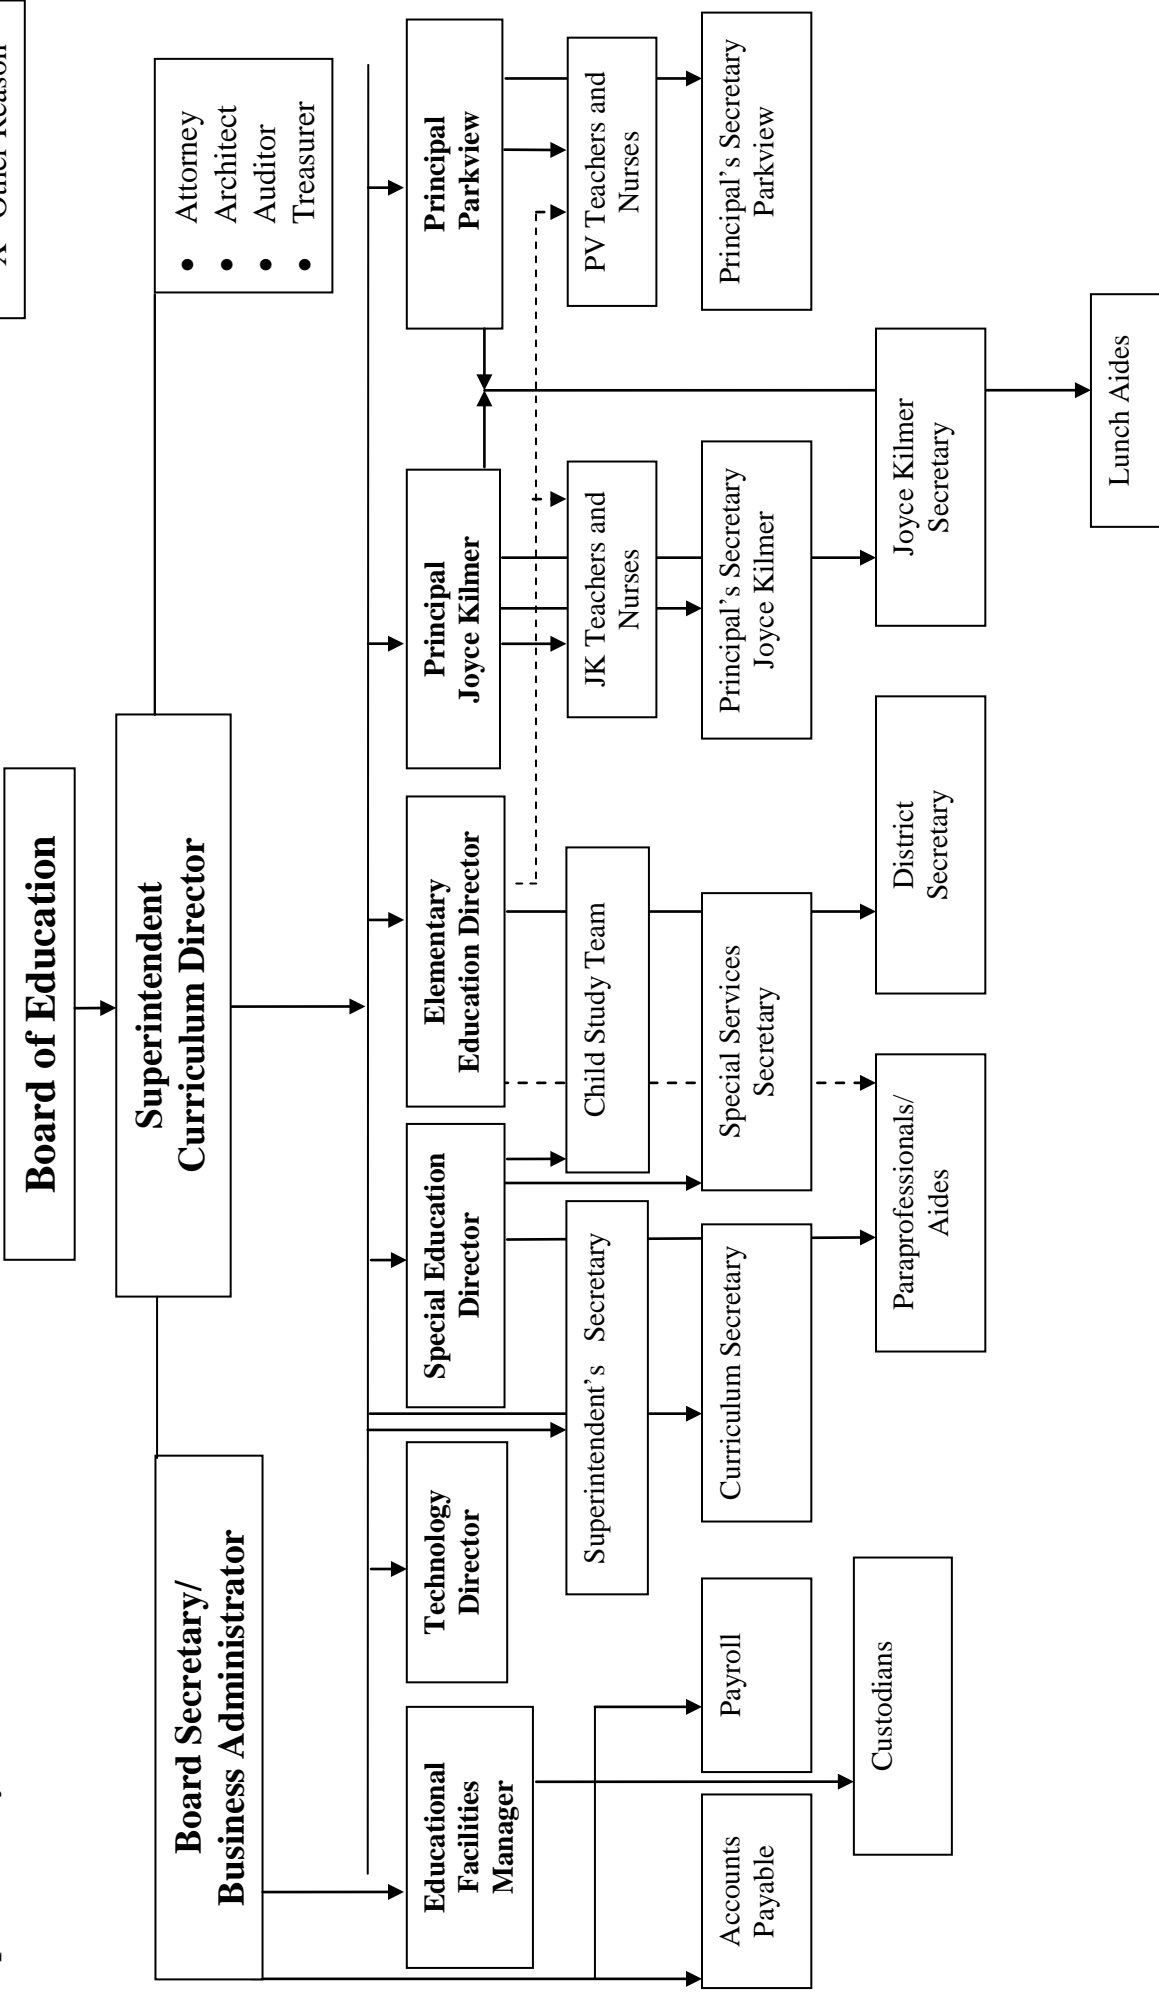 X Other Reason
Board of Education
Superintendent
Curriculum Director
Board Secretary/
Business Administrator
• Attorney
• Architect
• Auditor
• Treasurer
Educational
Facilities
Manager
Technology
Director
Special Education
Director
Elementary
Education Director
Principal
Joyce Kilmer
Principal
Parkview
Superintendent's Secretary
Child Study Team
JK Teachers and
Nurses
PV Teachers and
Nurses
Accounts
Payable
Payroll
Curriculum Secretary
Special Services
Secretary
Principal's Secretary
Joyce Kilmer
Principal's Secretary
Parkview
Custodians
Paraprofessionals/
Aides
District
Secretary
Joyce Kilmer
Secretary
Lunch Aides